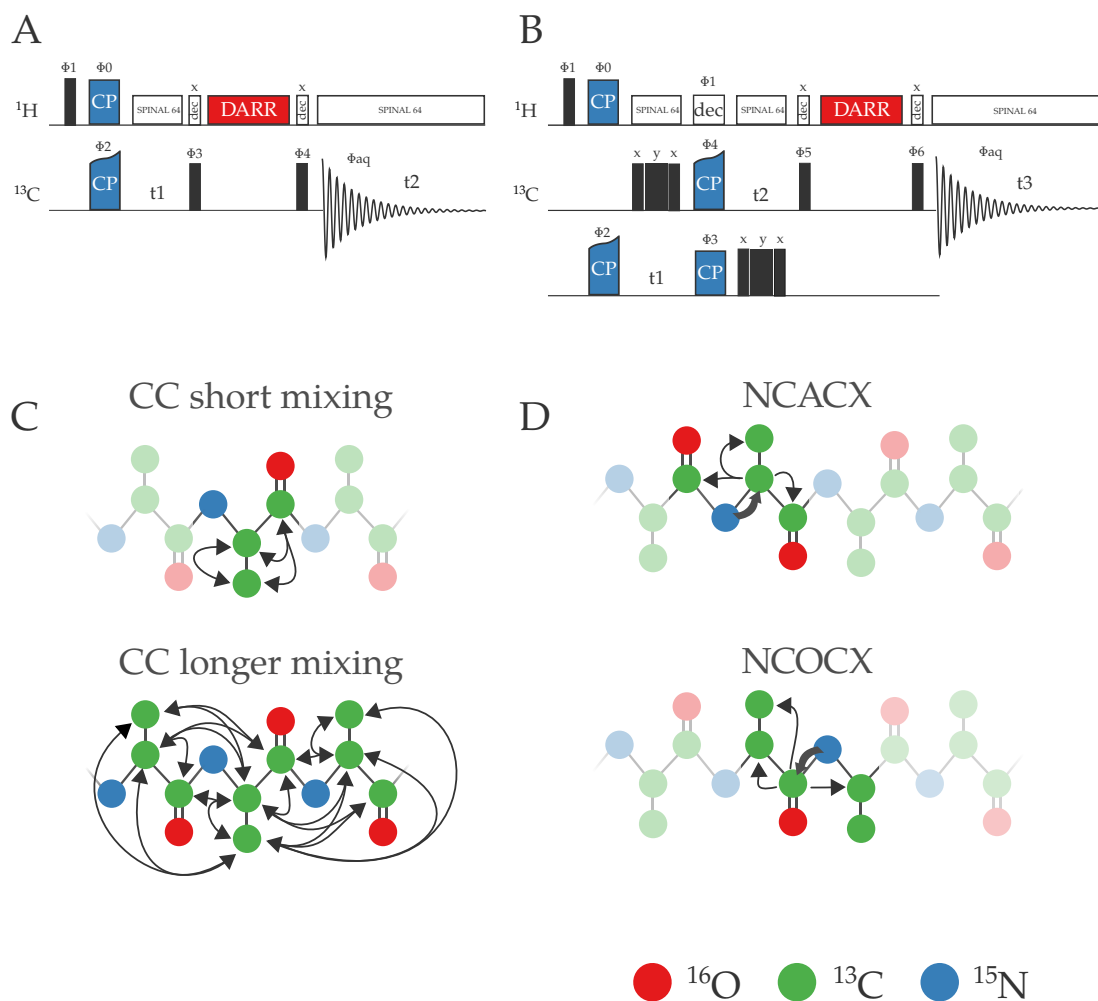 A
Φ1 Φ0 x x
¹H CP SPINAL 64 dec DARR dec SPINAL 64
Φ2 Φ3 Φ4 Φaq
¹³C CP t1 t2
B
Φ1 Φ0 Φ1 x x
¹H CP SPINAL 64 dec SPINAL 64 dec DARR dec SPINAL 64
x y x Φ4 Φ5 Φ6 Φaq
¹³C CP t2 t3
Φ2 Φ3 x y x
CP t1 CP
C
CC short mixing
CC longer mixing
D
NCACX
NCOCX
¹⁶O ¹³C ¹⁵N